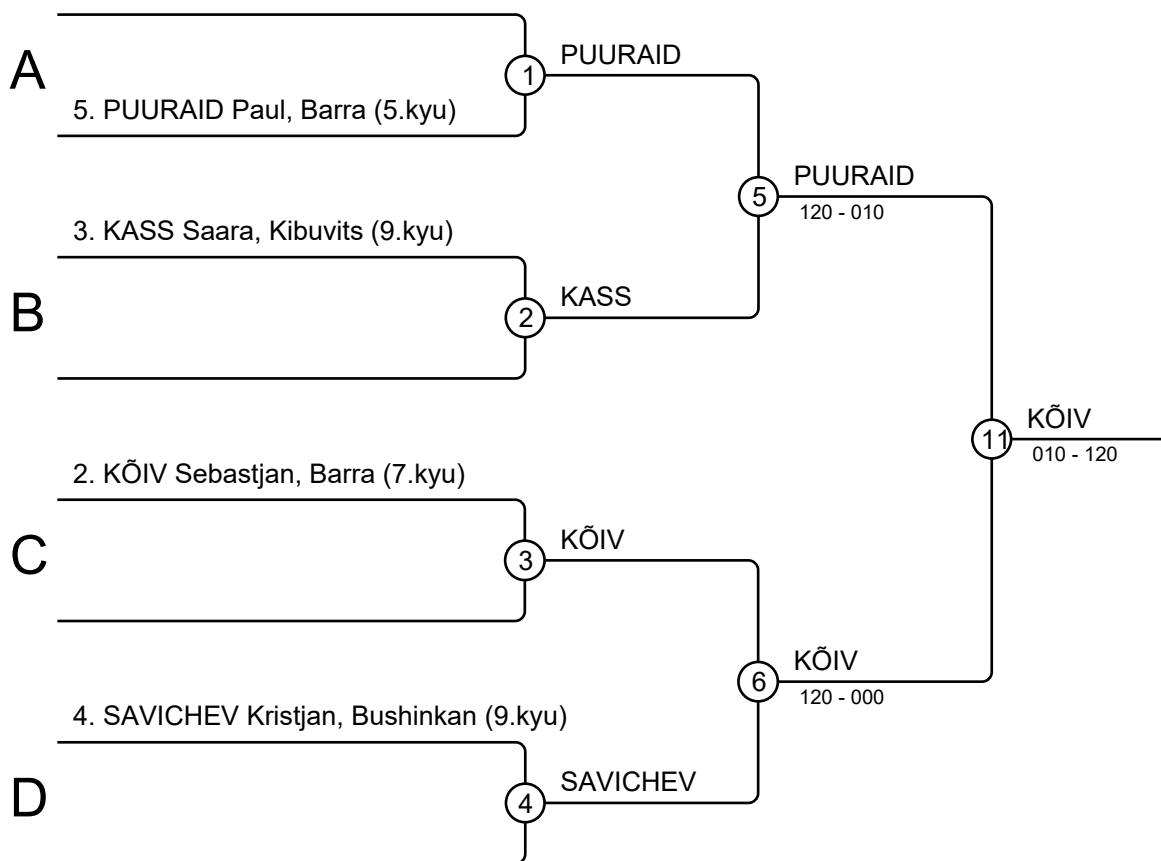 A
1
PUURAID
5. PUURAID Paul, Barra (5.kyu)
5
PUURAID
120 - 010
3. KASS Saara, Kibuvits (9.kyu)
B
2
KASS
11
KÕIV
010 - 120
2. KÕIV Sebastjan, Barra (7.kyu)
C
3
KÕIV
6
KÕIV
120 - 000
4. SAVICHEV Kristjan, Bushinkan (9.kyu)
D
4
SAVICHEV